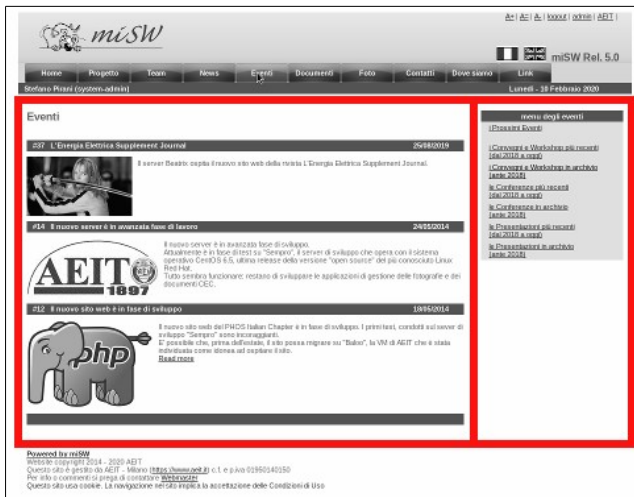 A+ | A= | A- | logout | admin | AEIT |
miSW
miSW Rel. 5.0
Home Progetto Team News Eventi Documenti Foto Contatti Dove siamo Link
Stefano Pirani (system-admin) Lunedì - 10 Febbraio 2020
Eventi
#37 L'Energia Elettrica Supplement Journal 25/08/2019
Il server Beatrix ospita il nuovo sito web della rivista L'Energia Elettrica Supplement Journal.
#14 Il nuovo server è in avanzata fase di lavoro 24/05/2014
AEIT
1897
Il nuovo server è in avanzata fase di sviluppo.
Attualmente è in fase di test su "Sempro", il server di sviluppo che opera con il sistema
operativo CentOS 6.5, ultima release della versione "open source" del più conosciuto Linux
Red Hat.
Tutto sembra funzionare: restano di sviluppare le applicazioni di gestione delle fotografie e dei
documenti CEC.
#12 Il nuovo sito web è in fase di sviluppo 18/05/2014
php
Il nuovo sito web del PHOS Italian Chapter è in fase di sviluppo. I primi test, condotti sul server di
sviluppo "Sempro" sono incoraggianti.
E' possibile che, prima dell'estate, il sito possa migrare su "Baloo", la VM di AEIT che è stata
individuata come idonea ad ospitare il sito.
Read more
menu degli eventi
i Prossimi Eventi
i Convegni e Workshop più recenti
(dal 2018 a oggi)
i Convegni e Workshop in archivio
(ante 2018)
le Conferenze più recenti
(dal 2018 a oggi)
le Conferenze in archivio
(ante 2018)
le Presentazioni più recenti
(dal 2018 a oggi)
le Presentazioni in archivio
(ante 2018)
Powered by miSW
Website copyright 2014 - 2020 AEIT
Questo sito è gestito da AEIT - Milano (https://www.aeit.it) c.f. e p.iva 01950140150
Per info o commenti si prega di contattare Webmaster
Questo sito usa cookie. La navigazione nel sito implica la accettazione delle Condizioni di Uso